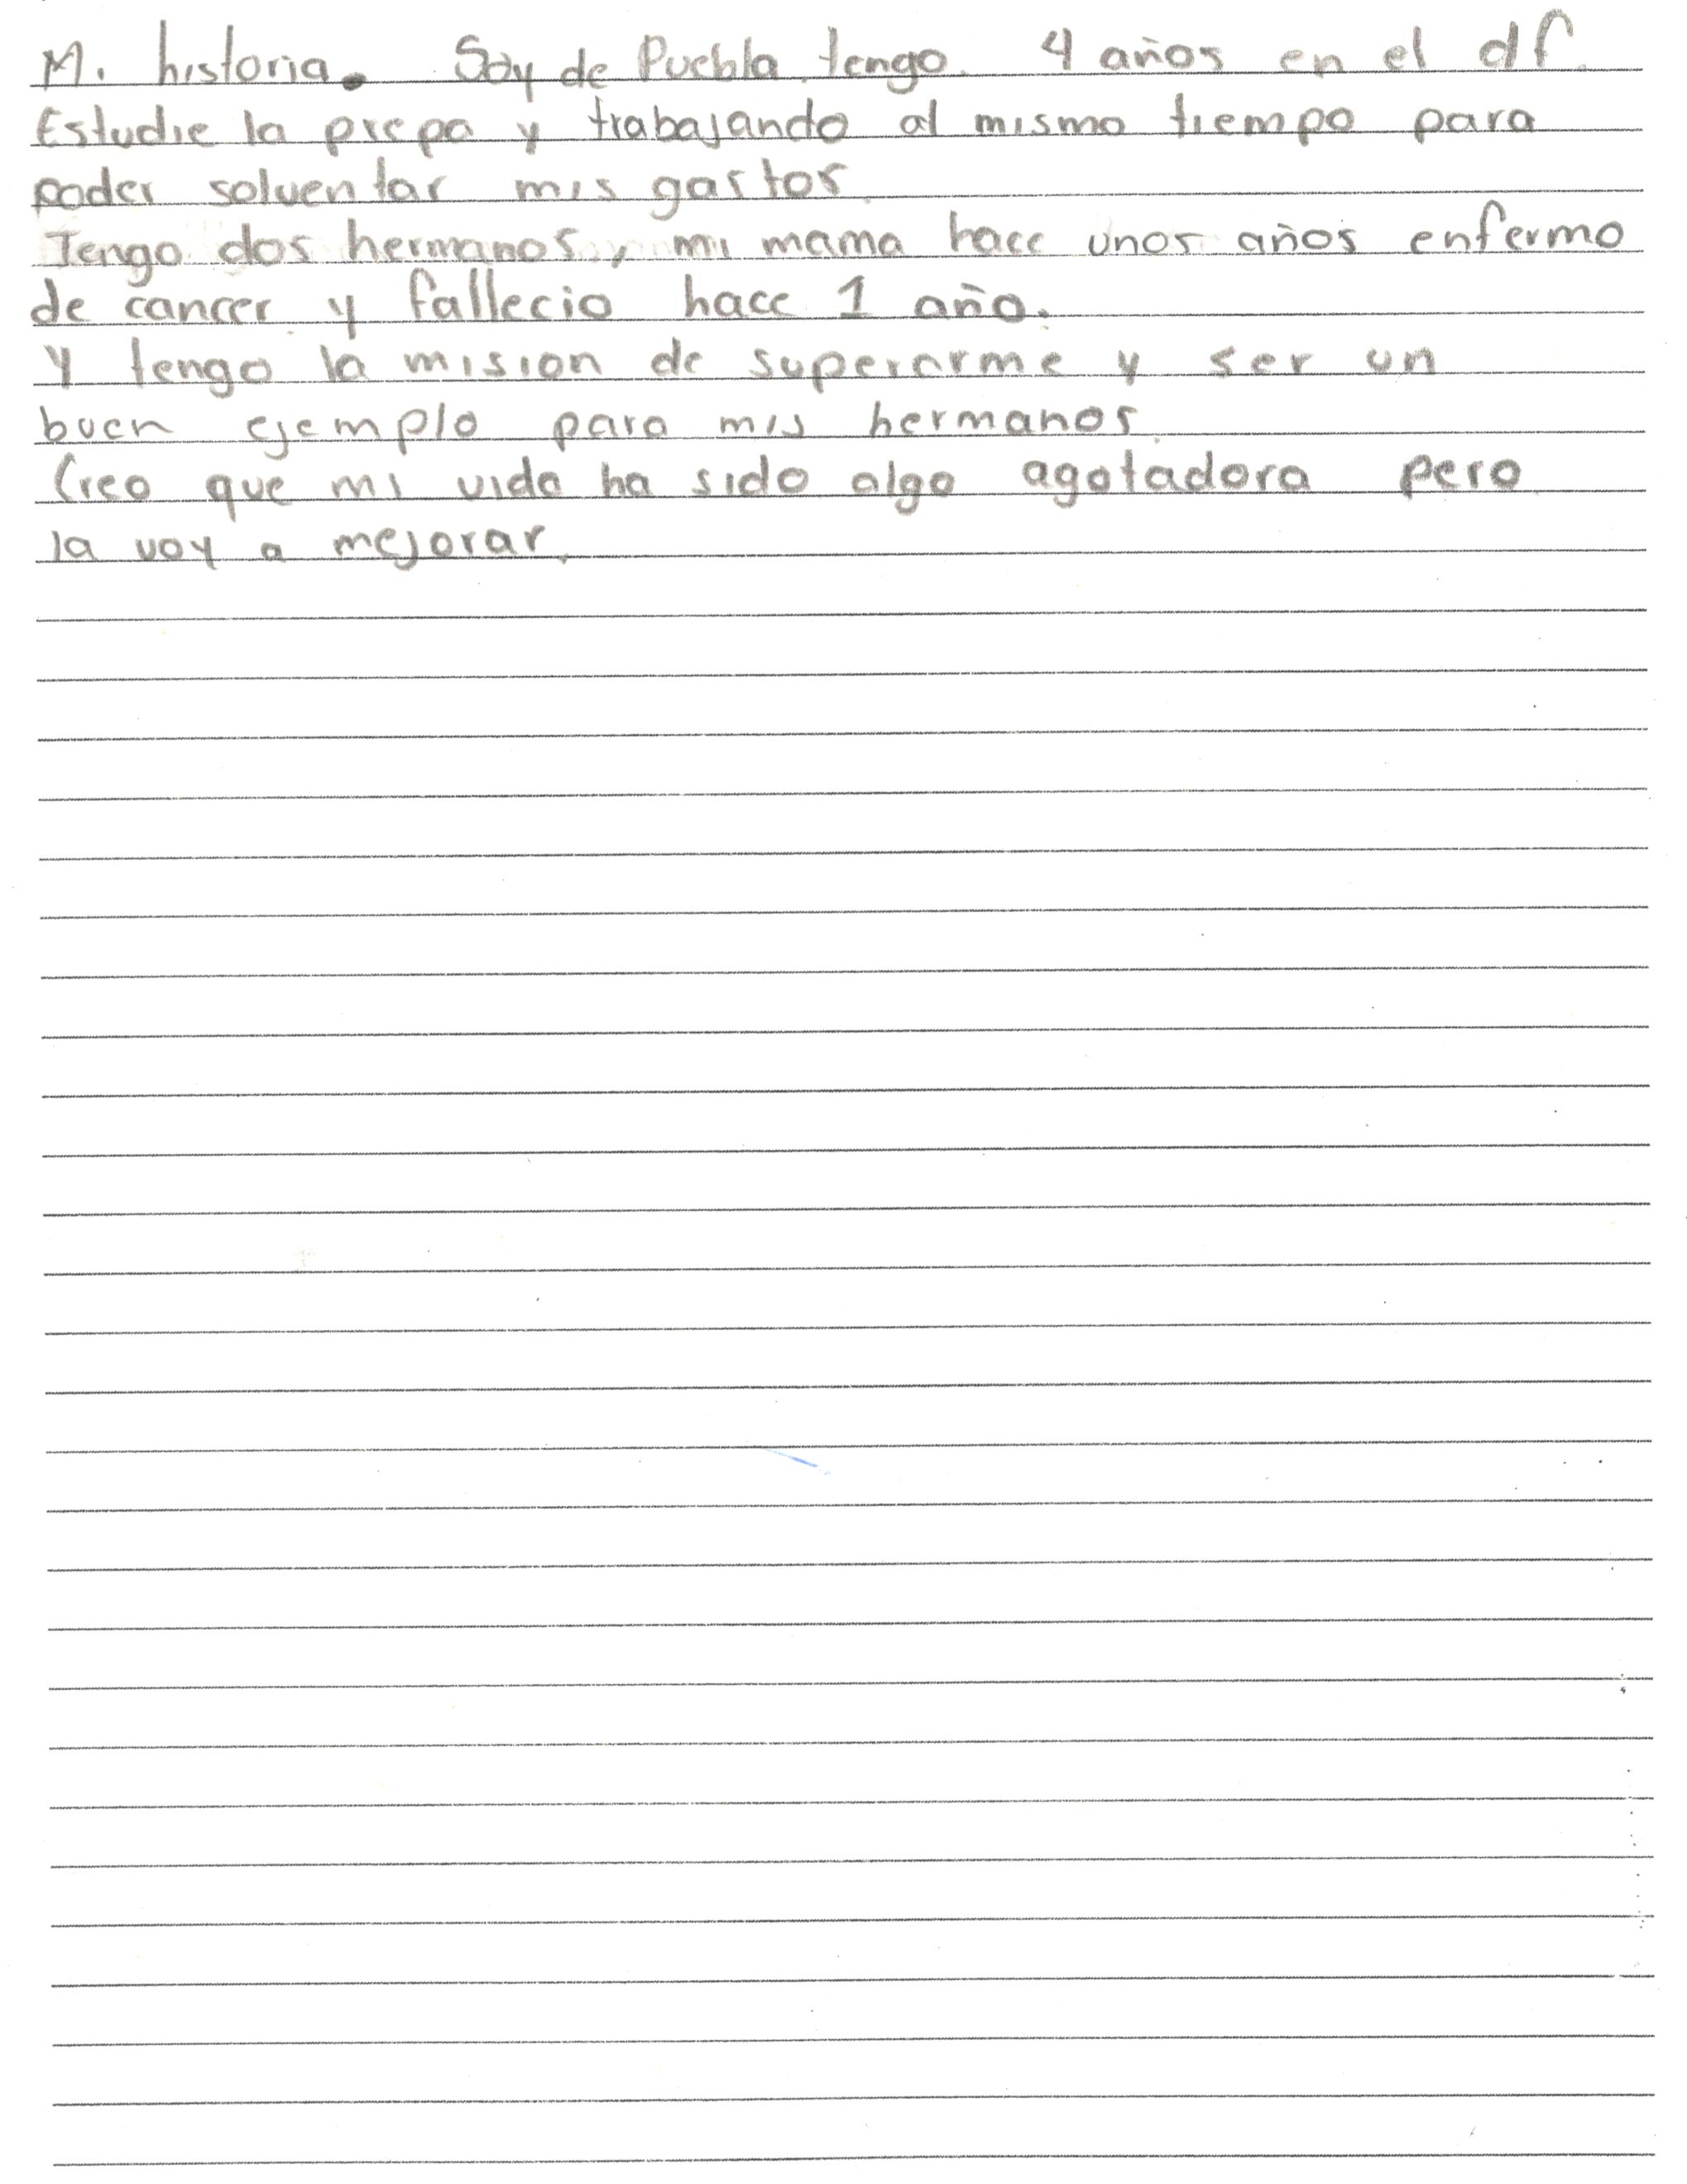 Mi historia. Soy de Puebla tengo 4 años en el df.
Estudie la prepa y trabajando al mismo tiempo para
poder solventar mis gastos.
Tengo dos hermanos, mi mama hace unos años enfermo
de cancer y fallecio hace 1 año.
Y tengo la mision de superarme y ser un
buen ejemplo para mis hermanos.
Creo que mi vida ha sido algo agotadora pero
la voy a mejorar.